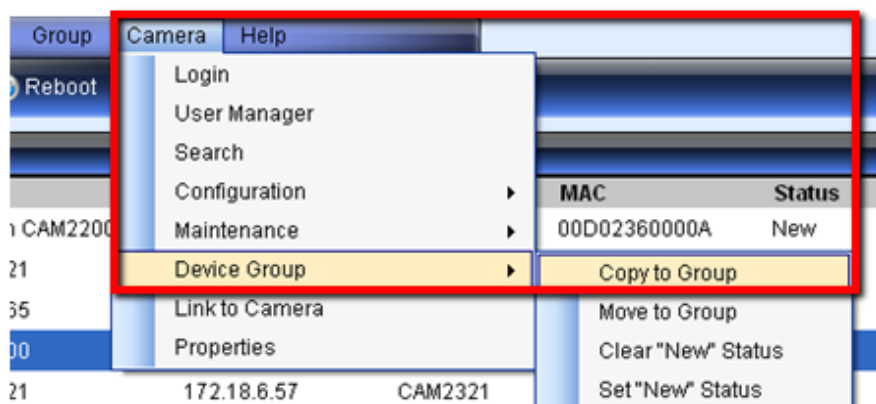 Group Camera Help
Login
Reboot
User Manager
Search
Configuration MAC Status
CAM2200 Maintenance 00D02360000A New
21 Device Group Copy to Group
65 Link to Camera Move to Group
00 Properties Clear "New" Status
21 172.18.6.57 CAM2321 Set "New" Status